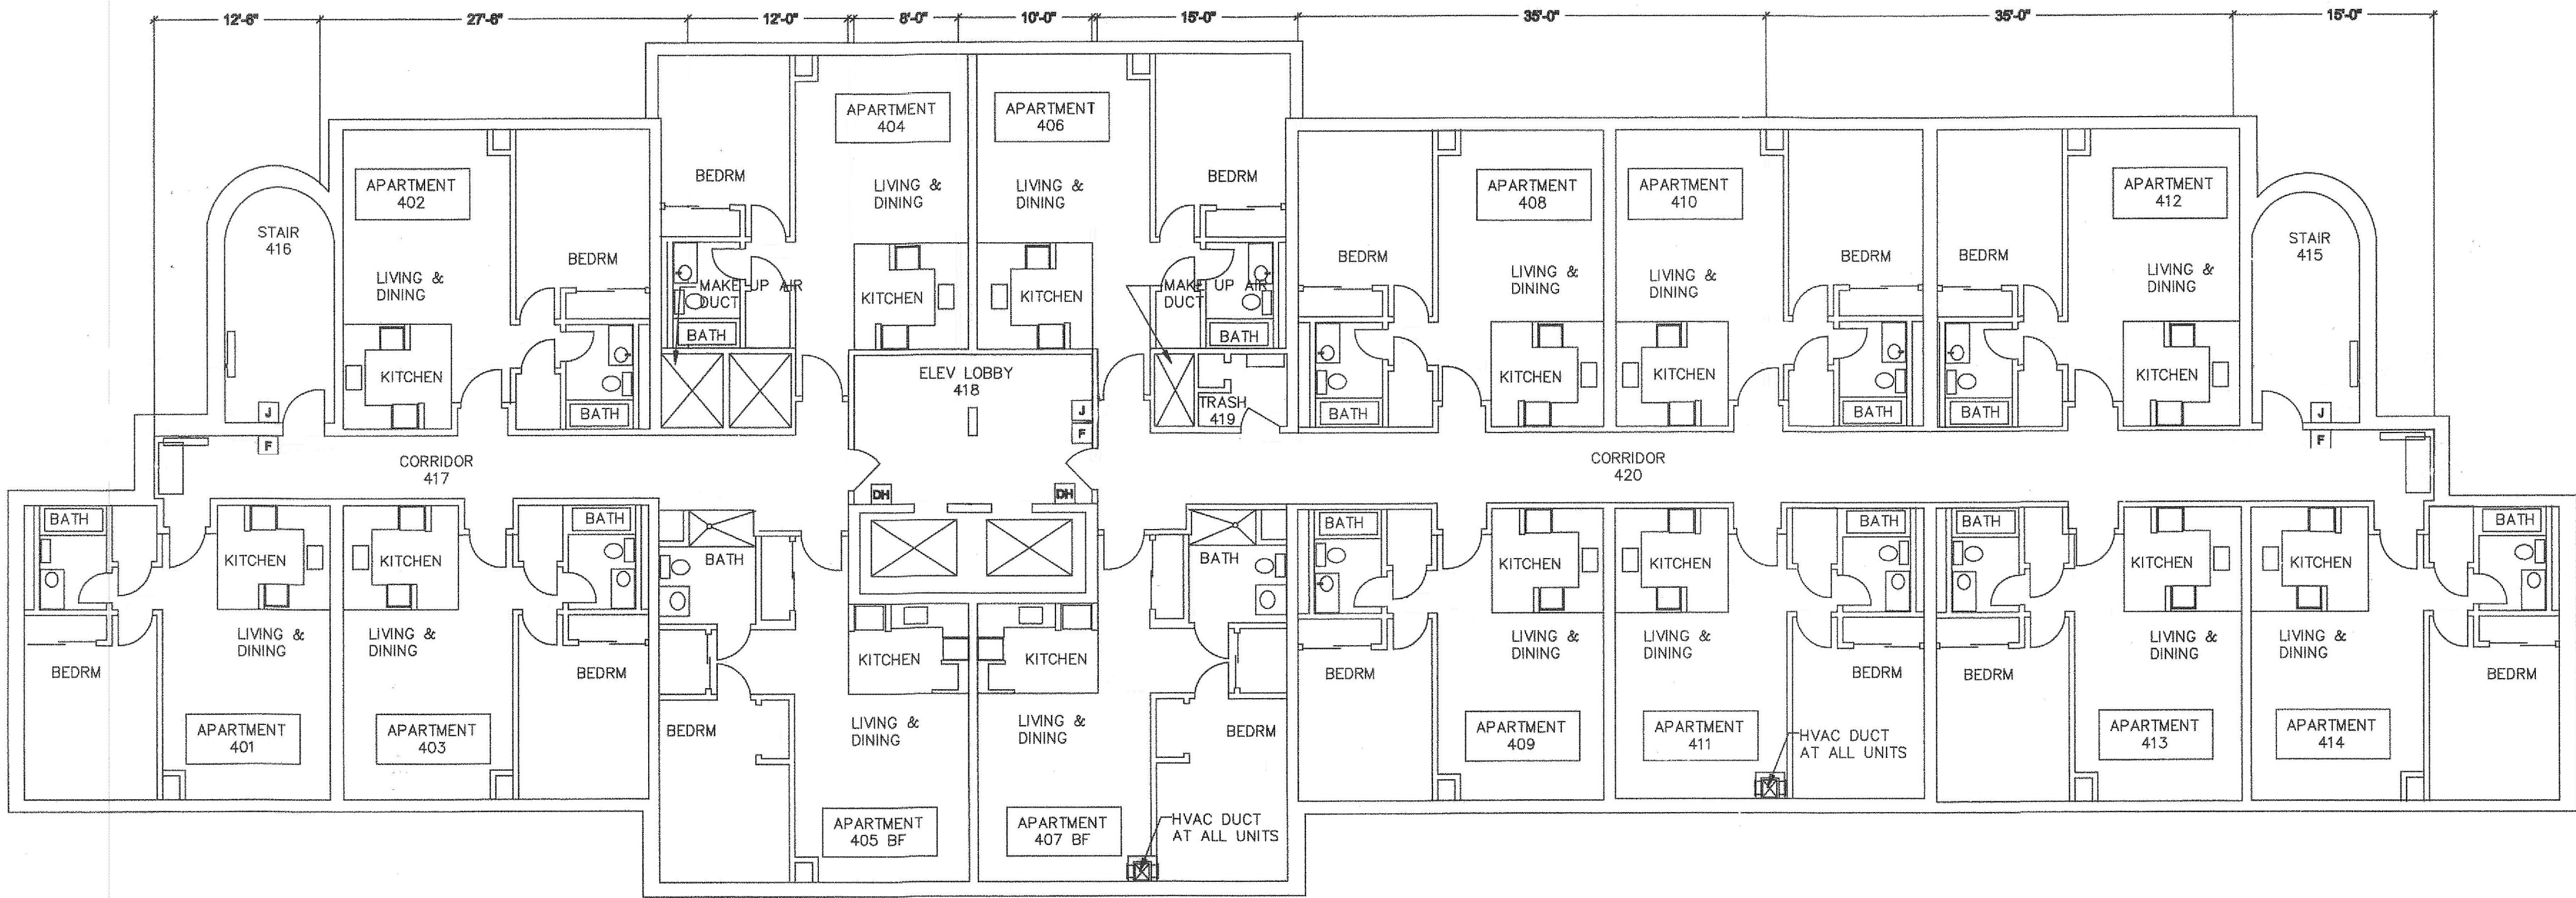 12'-6"
27'-6"
12'-0"
8'-0"
10'-0"
15'-0"
35'-0"
35'-0"
15'-0"
APARTMENT
404
APARTMENT
406
BEDRM
LIVING &
DINING
LIVING &
DINING
BEDRM
APARTMENT
402
APARTMENT
408
APARTMENT
410
APARTMENT
412
STAIR
416
STAIR
415
LIVING &
DINING
BEDRM
MAKE UP AIR
DUCT
KITCHEN
KITCHEN
MAKE UP AIR
DUCT
BEDRM
LIVING &
DINING
LIVING &
DINING
BEDRM
BEDRM
LIVING &
DINING
BATH
BATH
KITCHEN
BATH
ELEV LOBBY
418
TRASH
419
BATH
KITCHEN
KITCHEN
BATH
BATH
KITCHEN
J
F
J
F
J
F
CORRIDOR
417
CORRIDOR
420
DH
DH
BATH
KITCHEN
KITCHEN
BATH
BATH
BATH
BATH
KITCHEN
KITCHEN
BATH
BATH
KITCHEN
KITCHEN
BATH
LIVING &
DINING
LIVING &
DINING
KITCHEN
KITCHEN
LIVING &
DINING
LIVING &
DINING
LIVING &
DINING
LIVING &
DINING
BEDRM
BEDRM
BEDRM
BEDRM
BEDRM
BEDRM
APARTMENT
401
APARTMENT
403
BEDRM
LIVING &
DINING
LIVING &
DINING
BEDRM
APARTMENT
409
APARTMENT
411
HVAC DUCT
AT ALL UNITS
APARTMENT
413
APARTMENT
414
APARTMENT
405 BF
APARTMENT
407 BF
HVAC DUCT
AT ALL UNITS